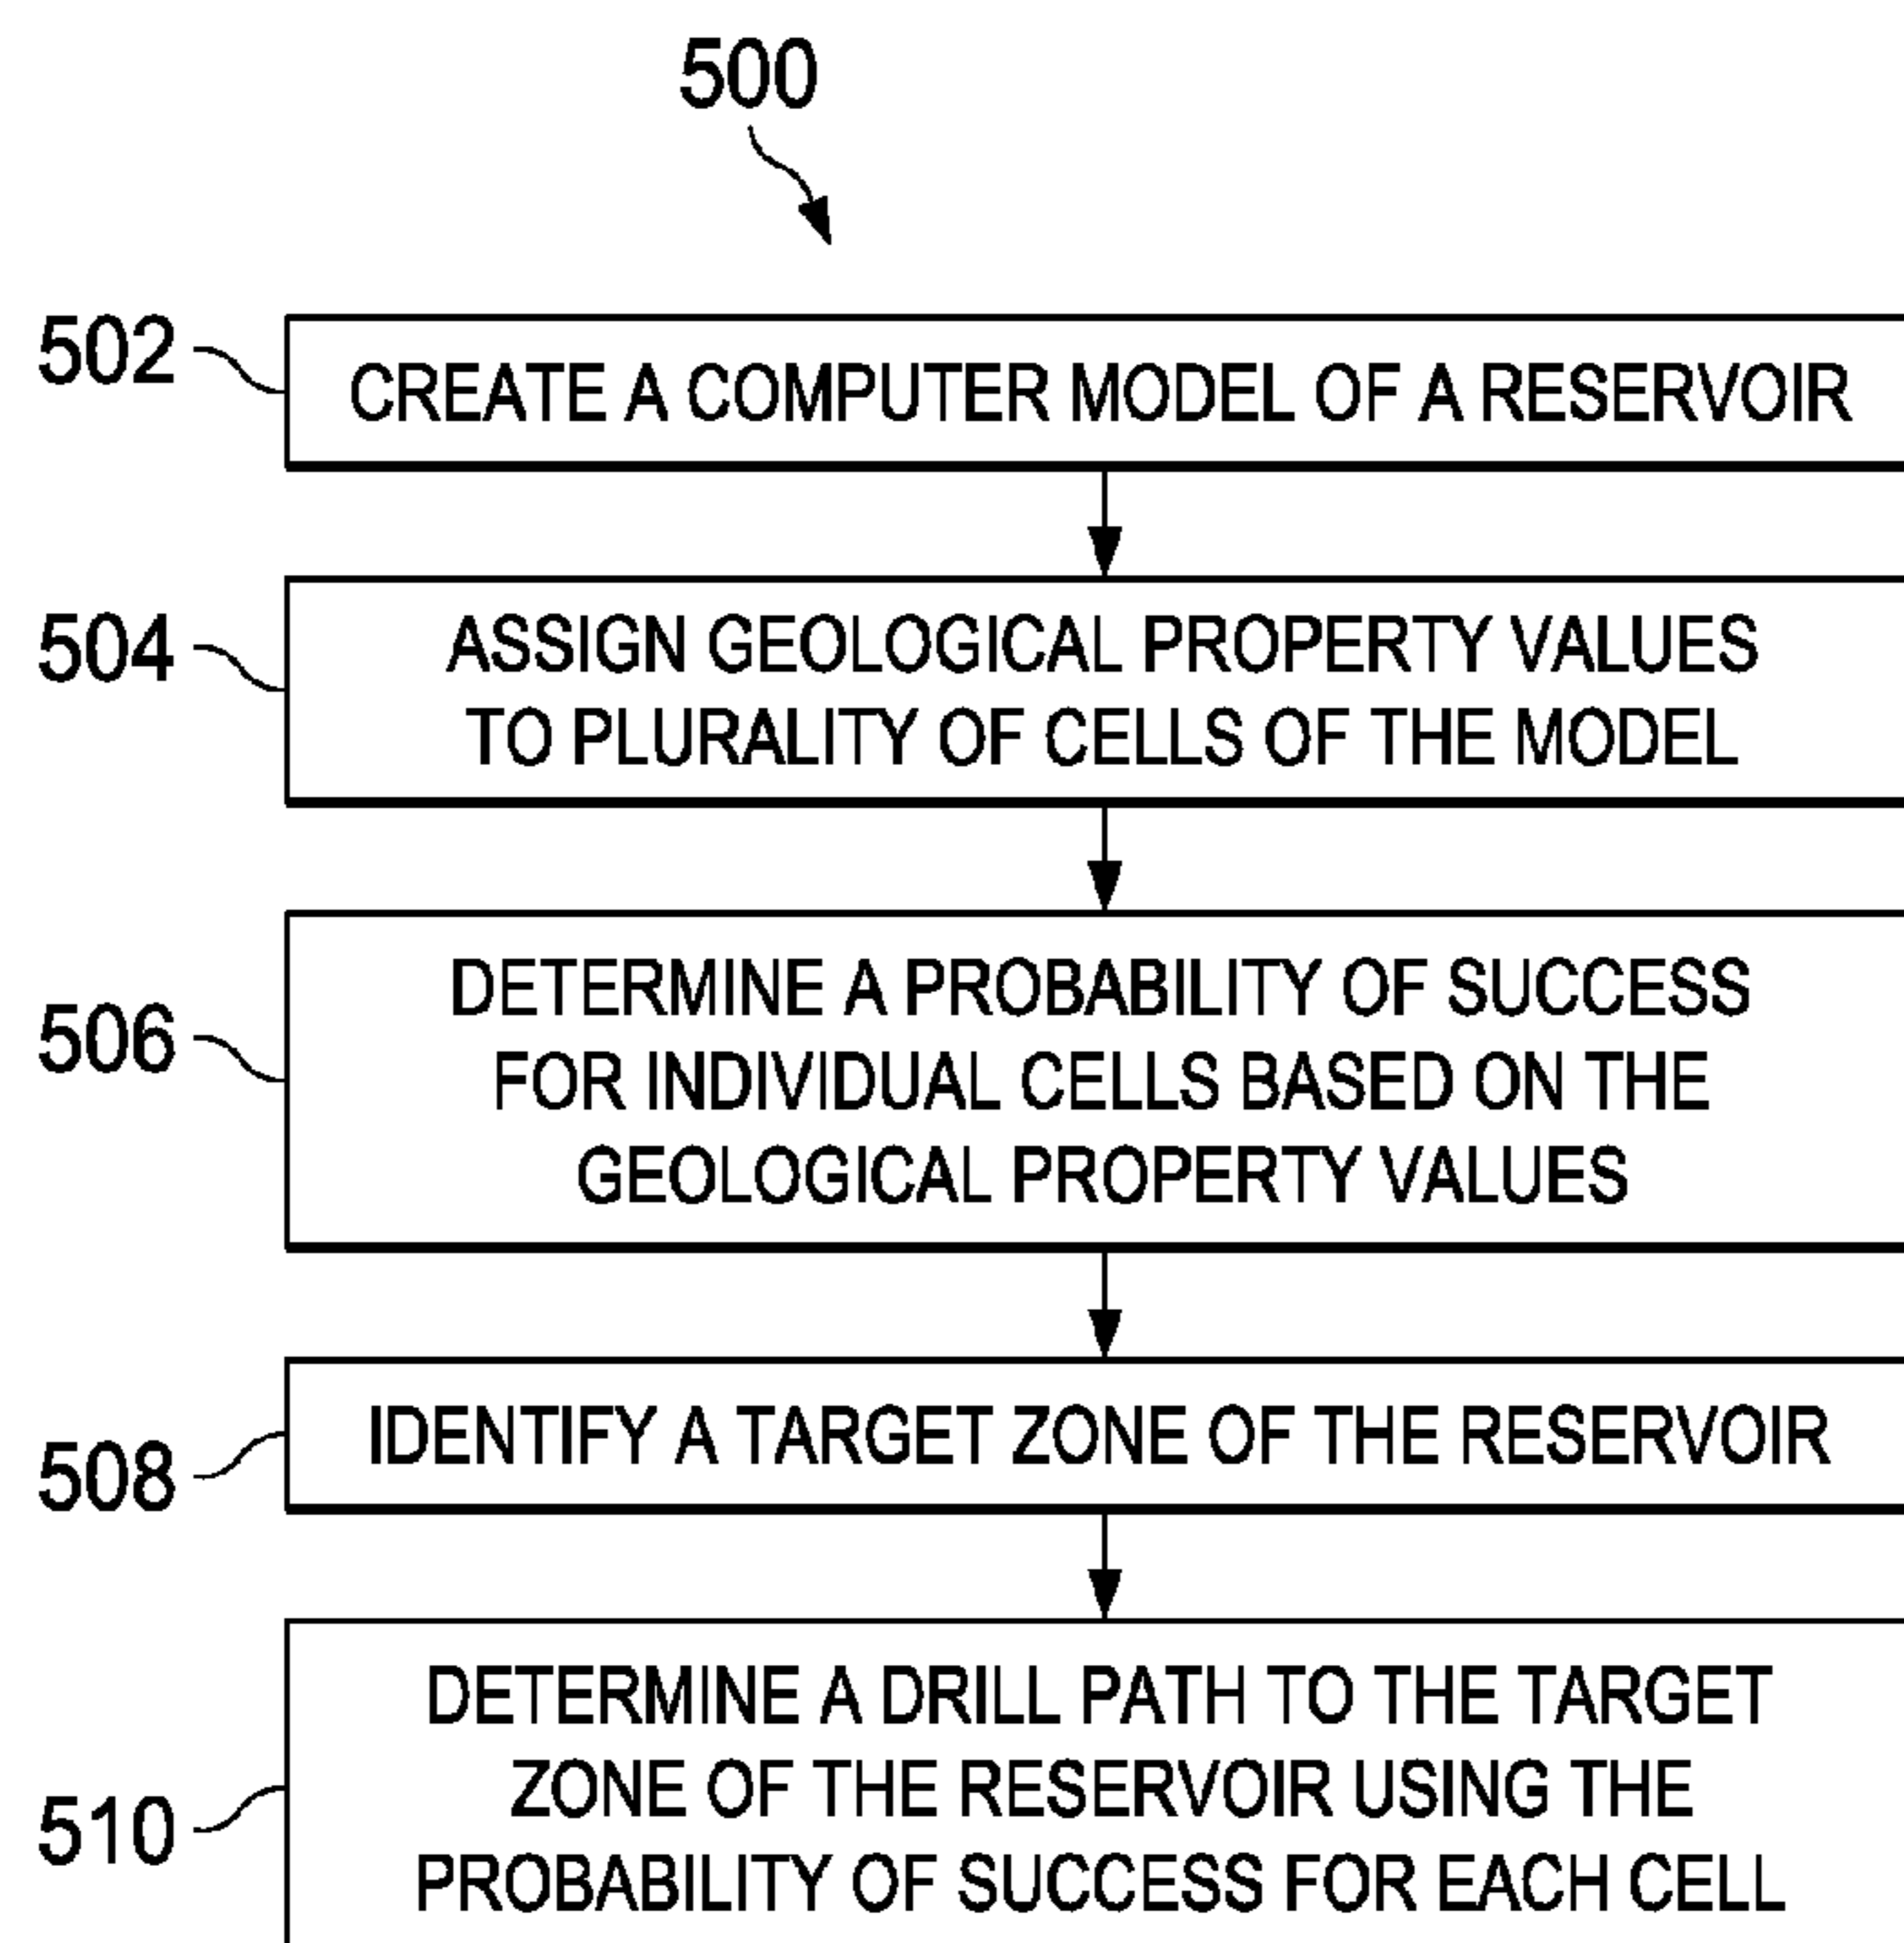 500
502
CREATE A COMPUTER MODEL OF A RESERVOIR
504
ASSIGN GEOLOGICAL PROPERTY VALUES
TO PLURALITY OF CELLS OF THE MODEL
506
DETERMINE A PROBABILITY OF SUCCESS
FOR INDIVIDUAL CELLS BASED ON THE
GEOLOGICAL PROPERTY VALUES
508
IDENTIFY A TARGET ZONE OF THE RESERVOIR
510
DETERMINE A DRILL PATH TO THE TARGET
ZONE OF THE RESERVOIR USING THE
PROBABILITY OF SUCCESS FOR EACH CELL